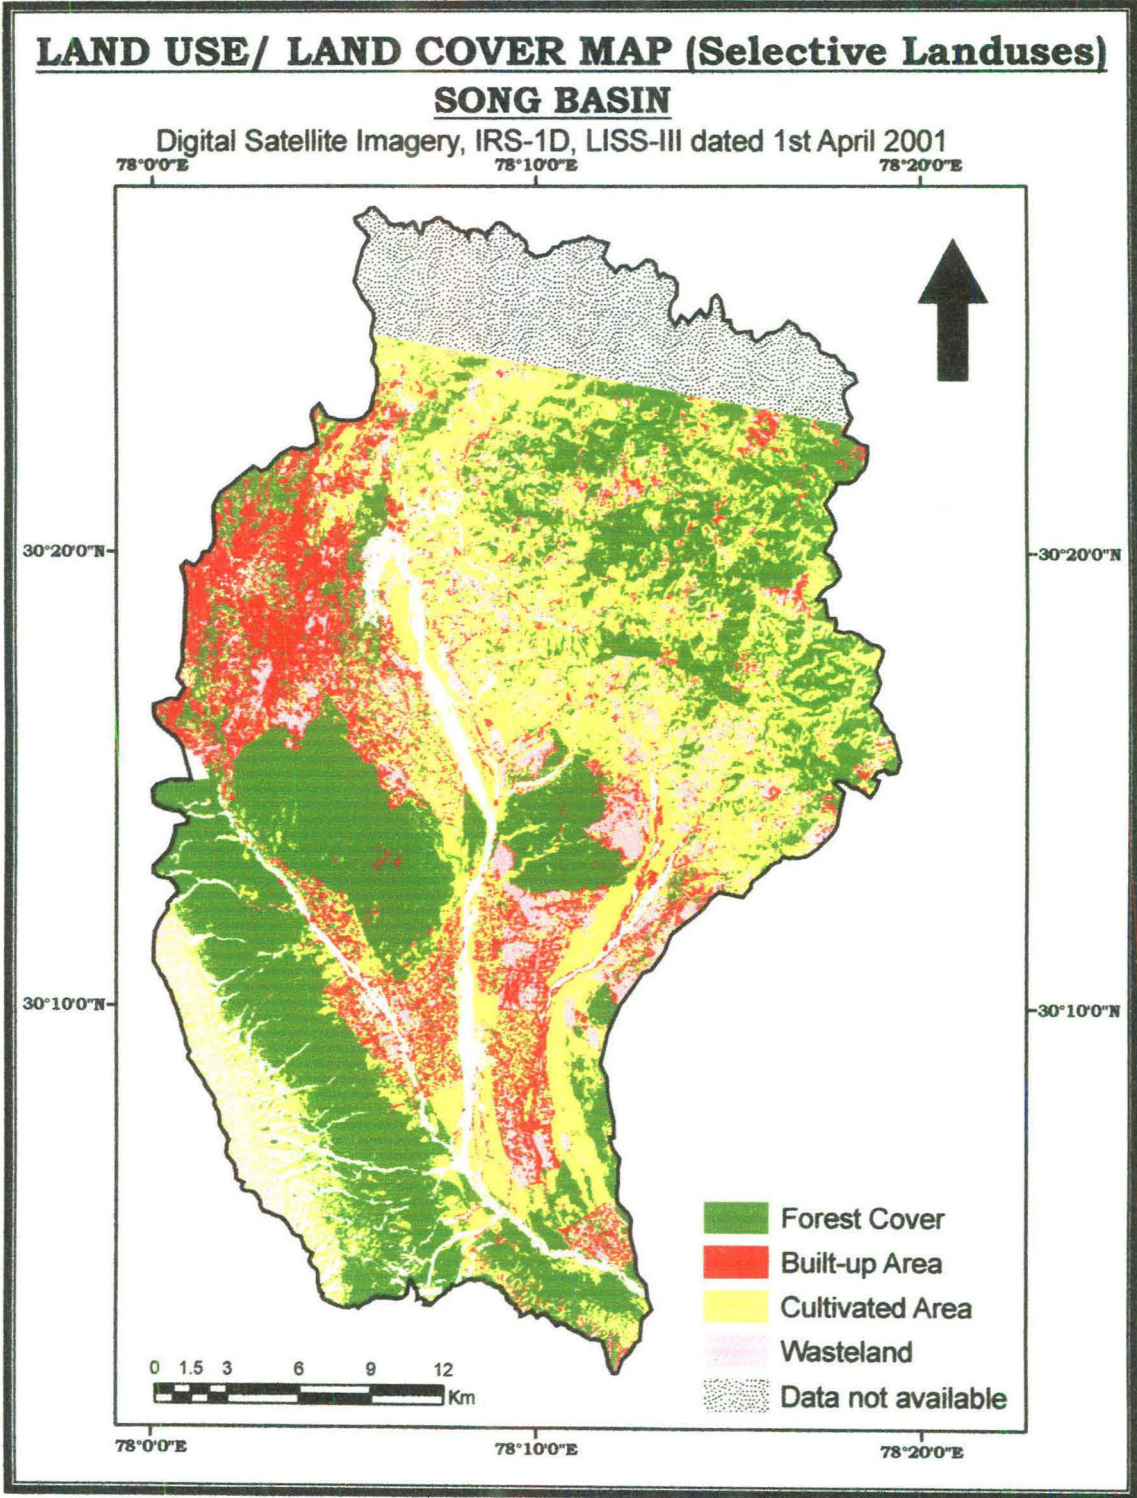 LAND USE/ LAND COVER MAP (Selective Landuses)
SONG BASIN
Digital Satellite Imagery, IRS-1D, LISS-III dated 1st April 2001
78°0'0"E 78°10'0"E 78°20'0"E
30°20'0"N 30°20'0"N
30°10'0"N 30°10'0"N
Forest Cover
Built-up Area
Cultivated Area
Wasteland
Data not available
0 1.5 3 6 9 12
Km
78°0'0"E 78°10'0"E 78°20'0"E